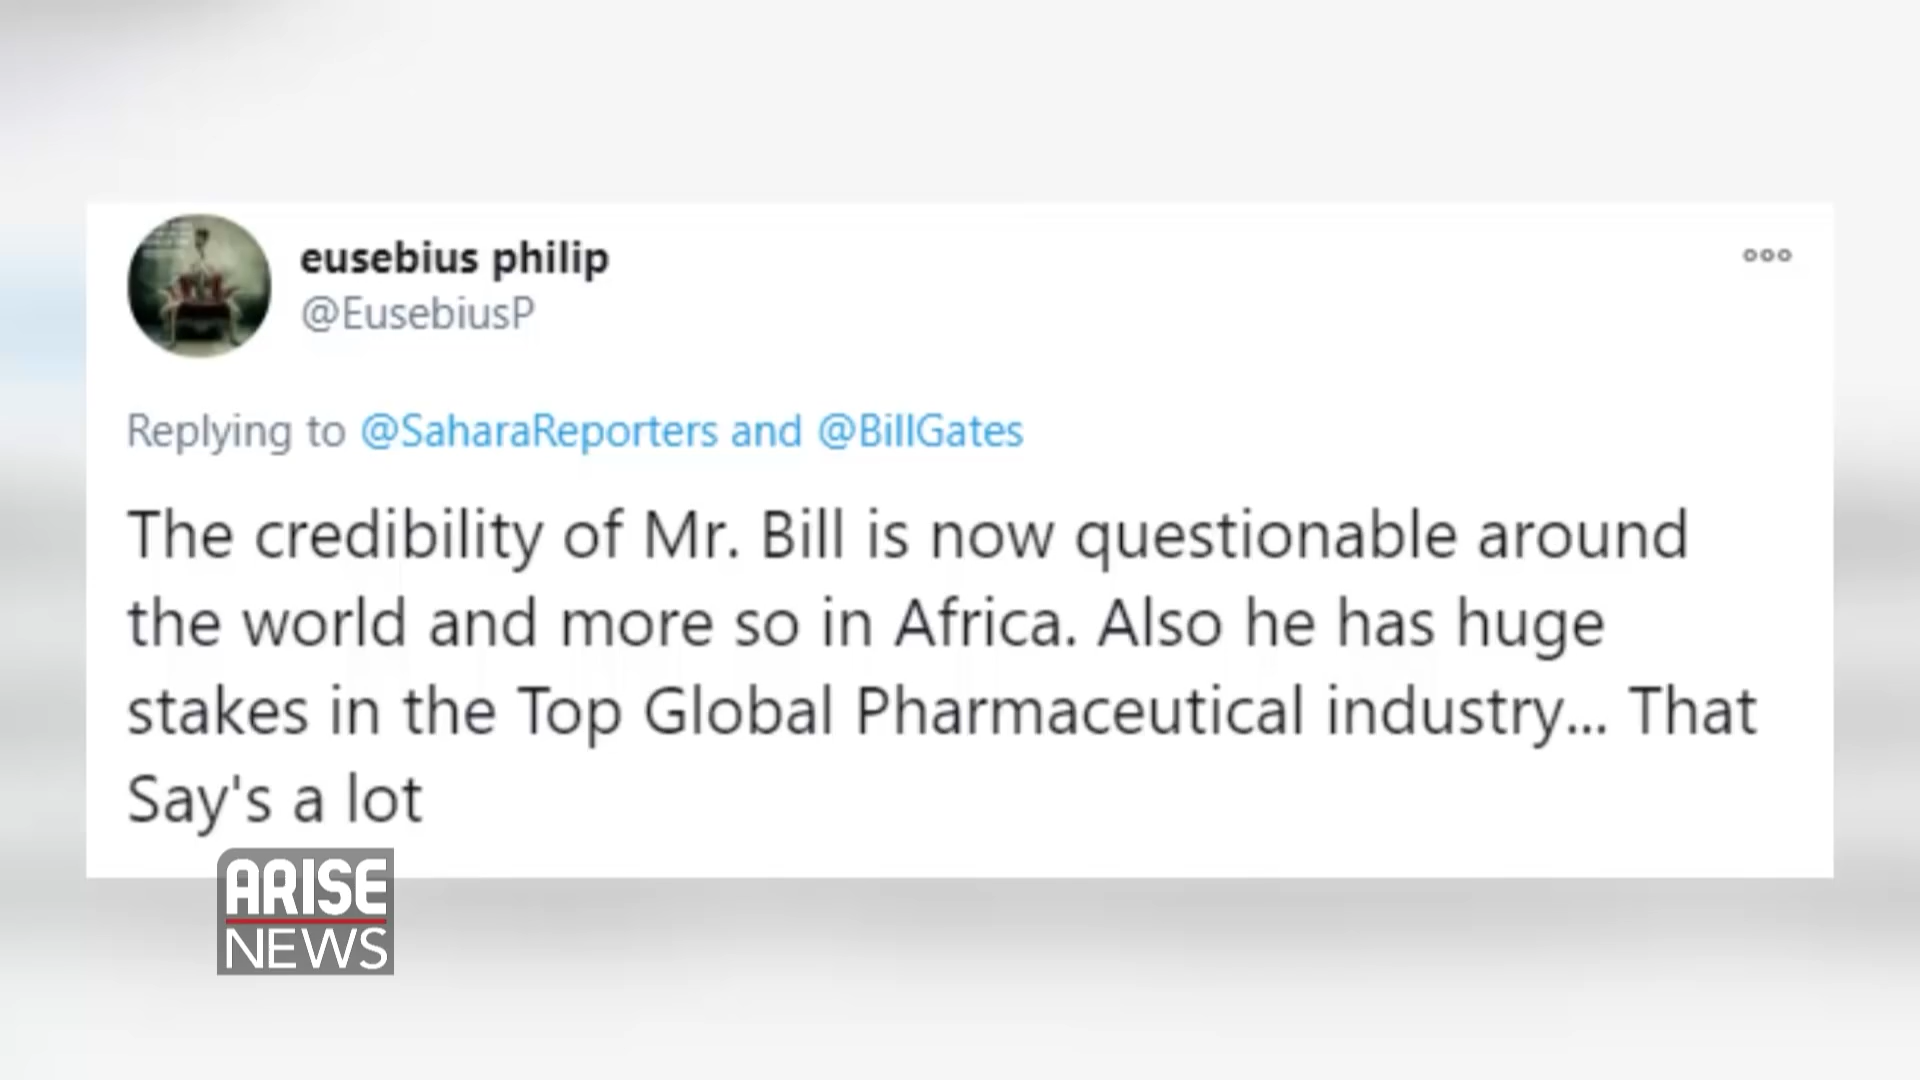 eusebius philip
@EusebiusP
Replying to @SaharaReporters and @BillGates
The credibility of Mr. Bill is now questionable around
the world and more so in Africa. Also he has huge
stakes in the Top Global Pharmaceutical industry... That
Say's a lot
ARISE
NEWS